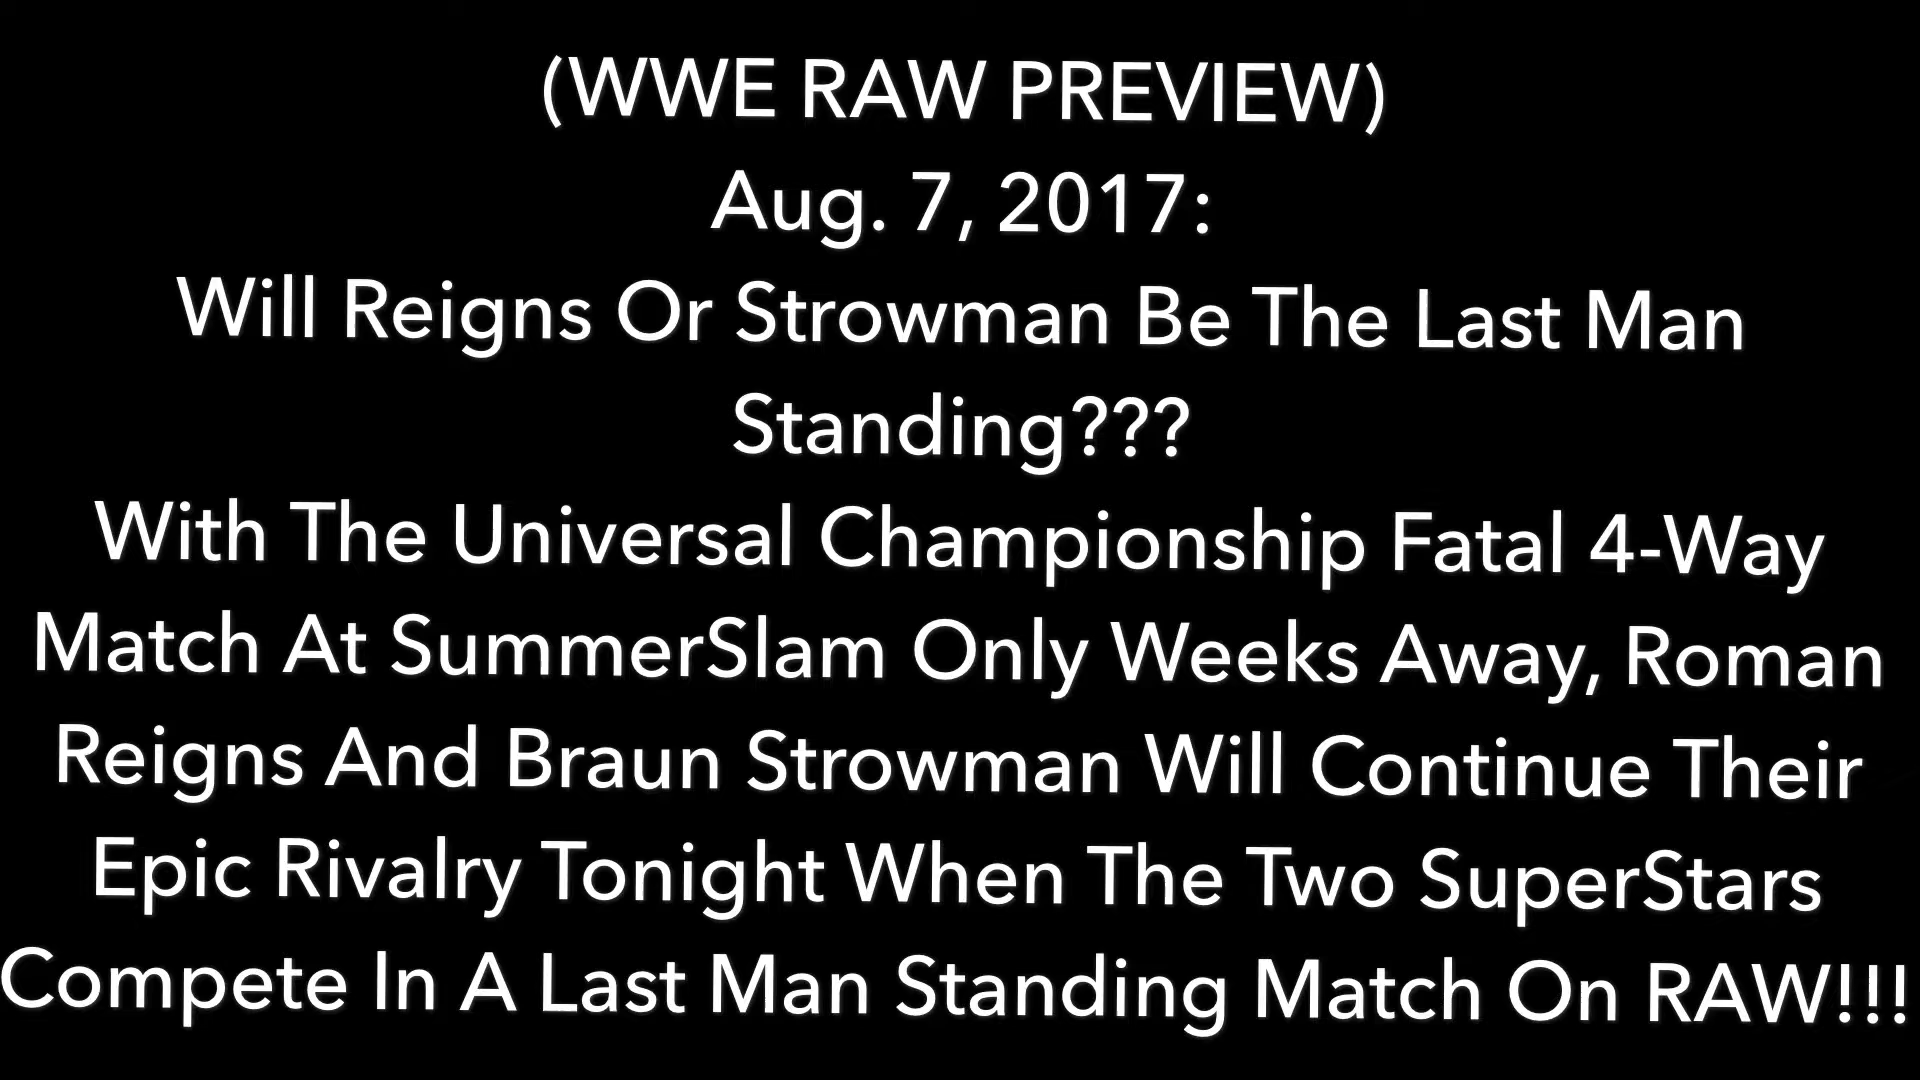 (WWE RAW PREVIEW)
Aug. 7, 2017:
Will Reigns Or Strowman Be The Last Man
Standing???
With The Universal Championship Fatal 4-Way
Match At SummerSlam Only Weeks Away, Roman
Reigns And Braun Strowman Will Continue Their
Epic Rivalry Tonight When The Two SuperStars
Compete In A Last Man Standing Match On RAW!!!